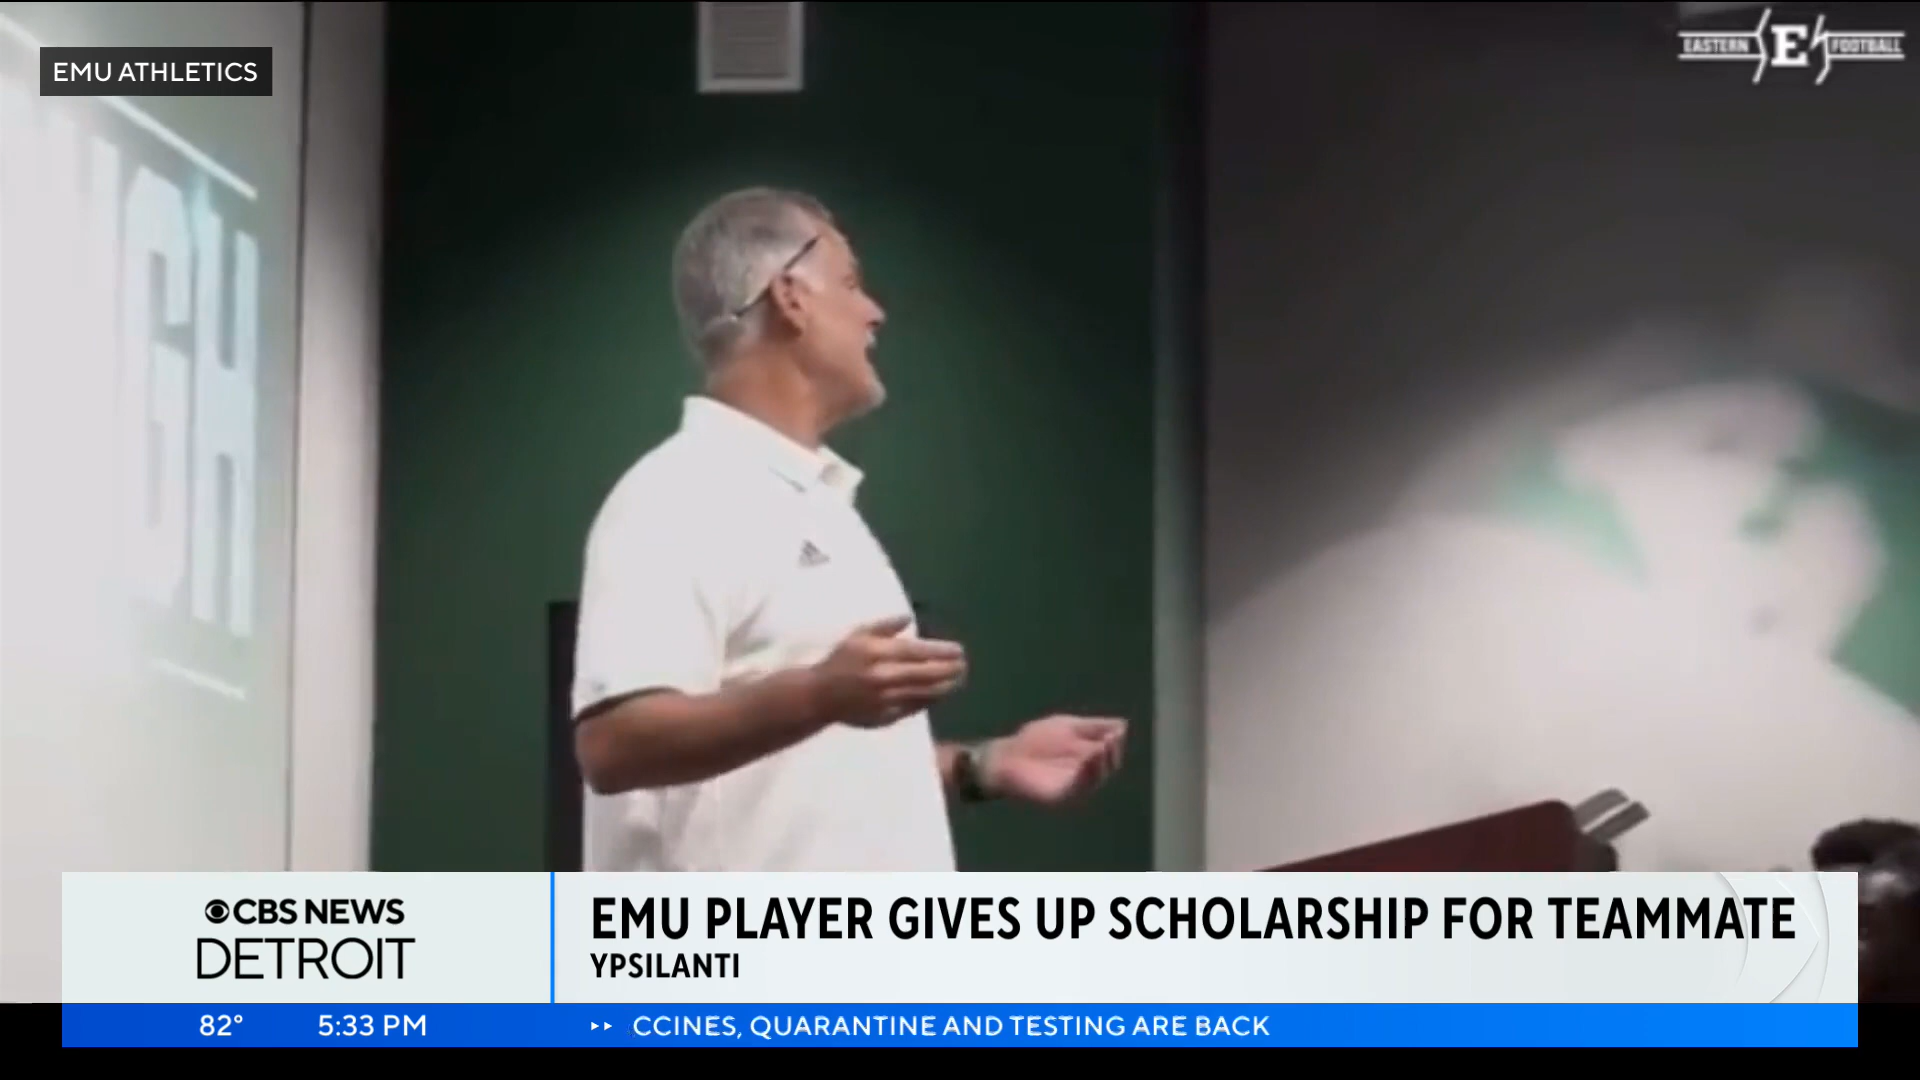 EMU ATHLETICS
EASTERN E FOOTBALL
GH
CBS NEWS
DETROIT
EMU PLAYER GIVES UP SCHOLARSHIP FOR TEAMMATE
YPSILANTI
82° 5:33 PM CCINES, QUARANTINE AND TESTING ARE BACK